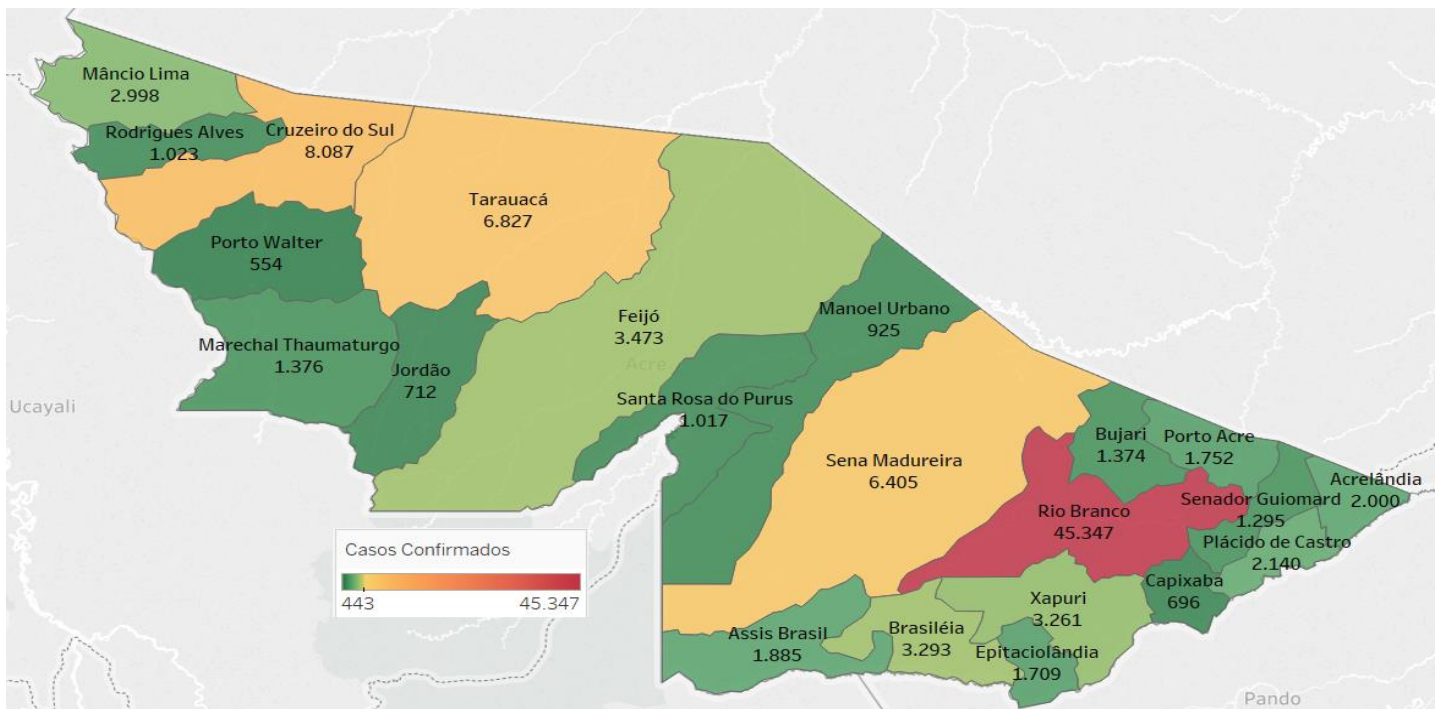 Mâncio Lima
2.998
Rodrigues Alves
1.023
Cruzeiro do Sul
8.087
Tarauacá
6.827
Porto Walter
554
Feijó
3.473
Acre
Manoel Urbano
925
Marechal Thaumaturgo
1.376
Jordão
712
Santa Rosa do Purus
1.017
Ucayali
Sena Madureira
6.405
Bujari
1.374
Porto Acre
1.752
Acrelândia
2.000
Senador Guiomard
1.295
Rio Branco
45.347
Plácido de Castro
2.140
Capixaba
696
Xapuri
3.261
Assis Brasil
1.885
Brasiléia
3.293
Epitaciolândia
1.709
Pando
Casos Confirmados
443 45.347